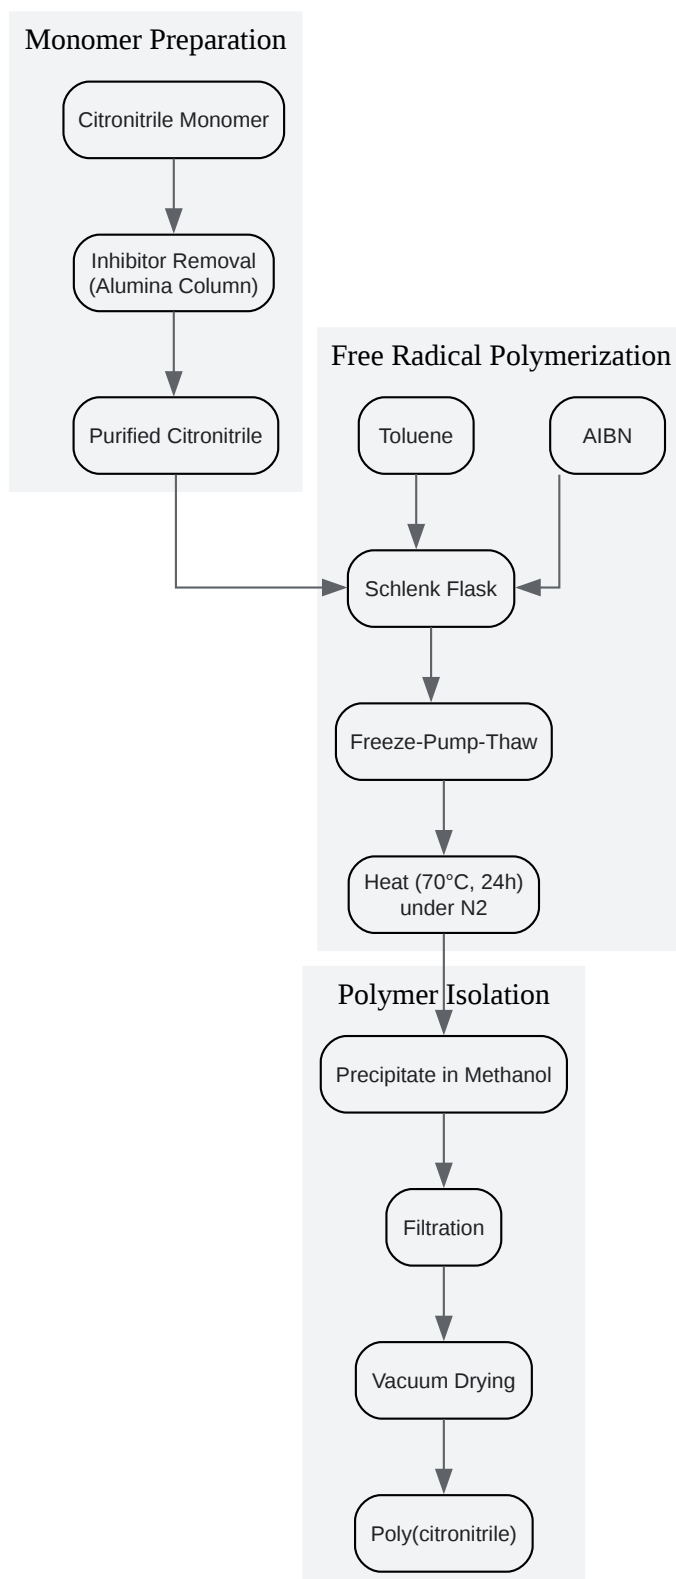 Monomer Preparation
Citronitrile Monomer
Inhibitor Removal
(Alumina Column)
Purified Citronitrile
Free Radical Polymerization
Toluene
AIBN
Schlenk Flask
Freeze-Pump-Thaw
Heat (70°C, 24h)
under N2
Polymer Isolation
Precipitate in Methanol
Filtration
Vacuum Drying
Poly(citronitrile)